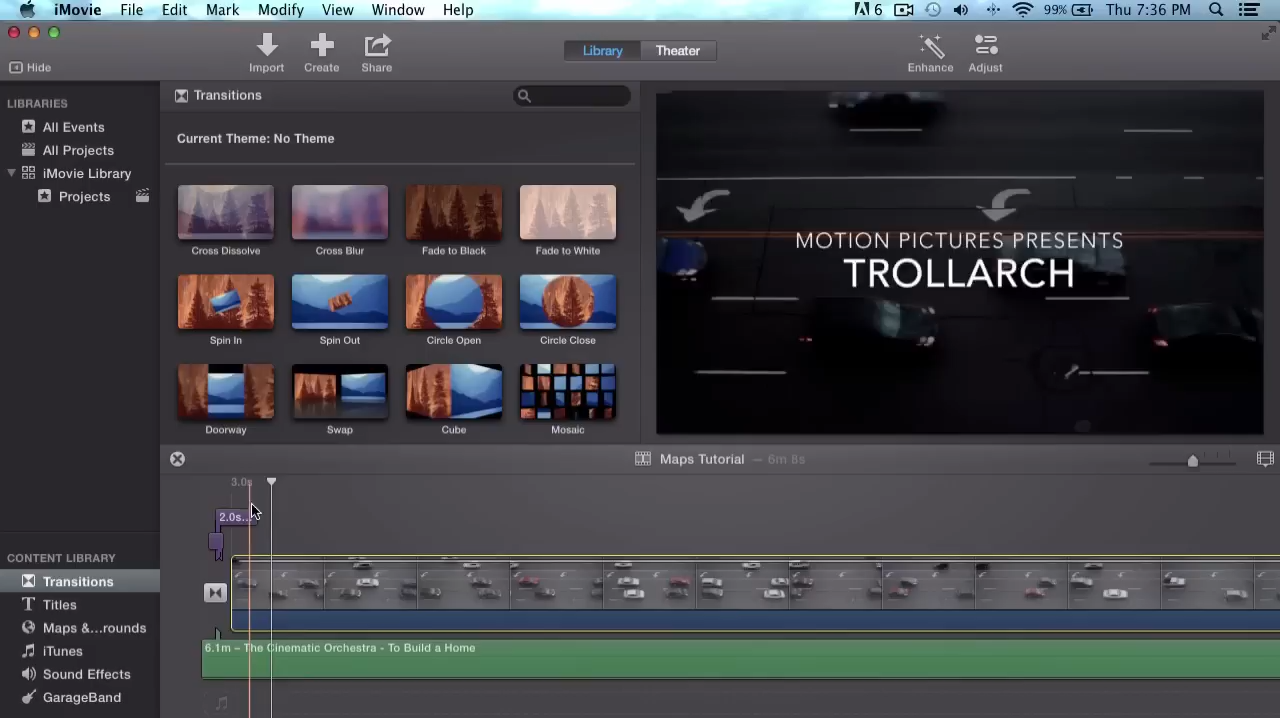 iMovie File Edit Mark Modify View Window Help 6 99% Thu 7:36 PM
Hide Import Create Share Library Theater Enhance Adjust
LIBRARIES
All Events
All Projects
iMovie Library
Projects
Transitions
Current Theme: No Theme
Cross Dissolve Cross Blur Fade to Black Fade to White
Spin In Spin Out Circle Open Circle Close
Doorway Swap Cube Mosaic
MOTION PICTURES PRESENTS
TROLLARCH
Maps Tutorial — 6m 8s
3.0s
2.0s...
6.1m – The Cinematic Orchestra - To Build a Home
CONTENT LIBRARY
Transitions
Titles
Maps &...rounds
iTunes
Sound Effects
GarageBand